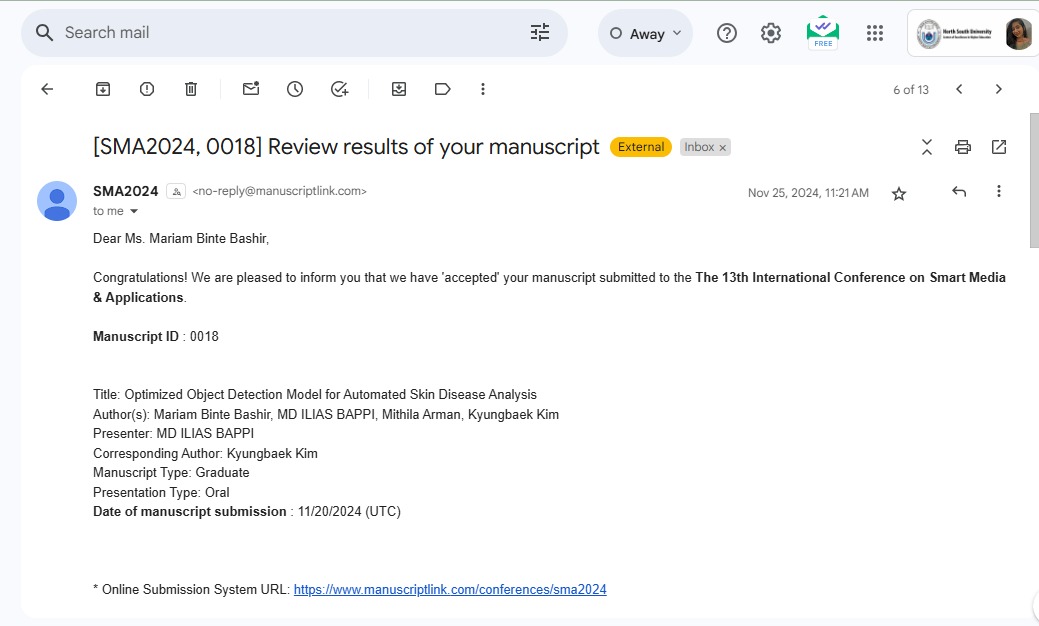 Search mail
Away
FREE
North South University
6 of 13
[SMA2024, 0018] Review results of your manuscript External Inbox ×
SMA2024 <no-reply@manuscriptlink.com> Nov 25, 2024, 11:21 AM
to me
Dear Ms. Mariam Binte Bashir,
Congratulations! We are pleased to inform you that we have 'accepted' your manuscript submitted to the The 13th International Conference on Smart Media
& Applications.
Manuscript ID : 0018
Title: Optimized Object Detection Model for Automated Skin Disease Analysis
Author(s): Mariam Binte Bashir, MD ILIAS BAPPI, Mithila Arman, Kyungbaek Kim
Presenter: MD ILIAS BAPPI
Corresponding Author: Kyungbaek Kim
Manuscript Type: Graduate
Presentation Type: Oral
Date of manuscript submission : 11/20/2024 (UTC)
* Online Submission System URL: https://www.manuscriptlink.com/conferences/sma2024